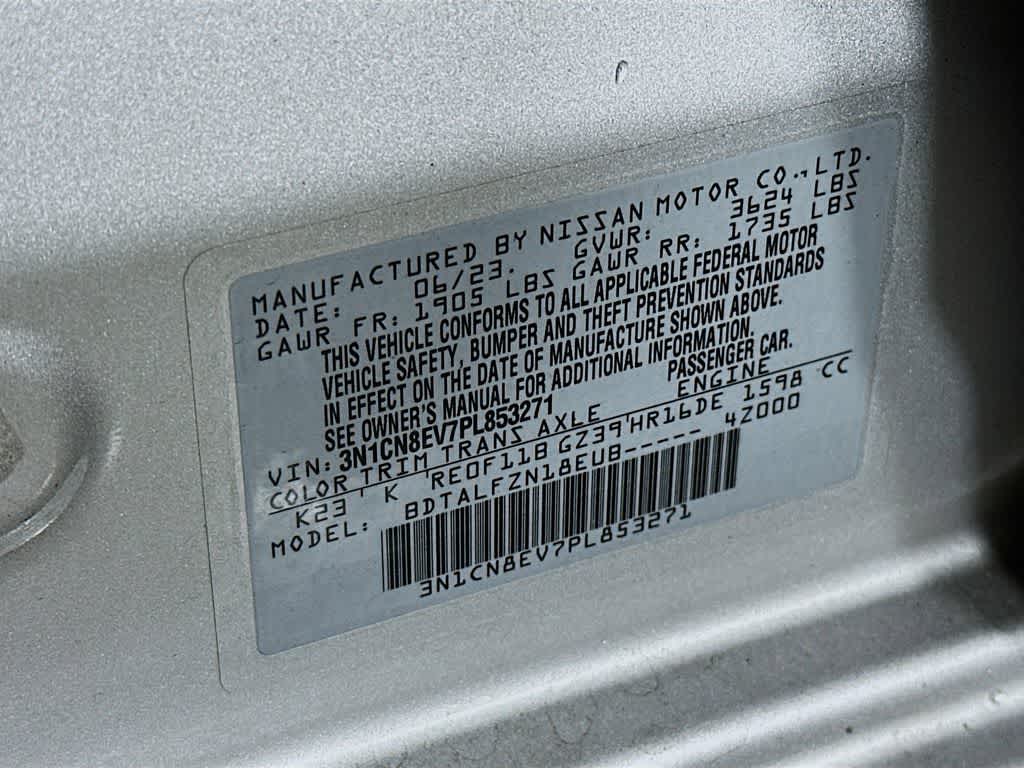 MANUFACTURED BY NISSAN MOTOR CO., LTD.
DATE: 06/23. GVWR: 3624 LBS
GAWR FR: 1905 LBS GAWR RR: 1735 LBS
THIS VEHICLE CONFORMS TO ALL APPLICABLE FEDERAL MOTOR
VEHICLE SAFETY, BUMPER AND THEFT PREVENTION STANDARDS
IN EFFECT ON THE DATE OF MANUFACTURE SHOWN ABOVE.
SEE OWNER'S MANUAL FOR ADDITIONAL INFORMATION.
VIN: 3N1CN8EV7PL853271 PASSENGER CAR.
COLOR TRIM TRANS AXLE ENGINE
K23 ' K 'RE0F11B GZ39'HR16DE 1598 CC
MODEL: BDTALFZN18EUB----- 4Z000
3N1CN8EV7PL853271